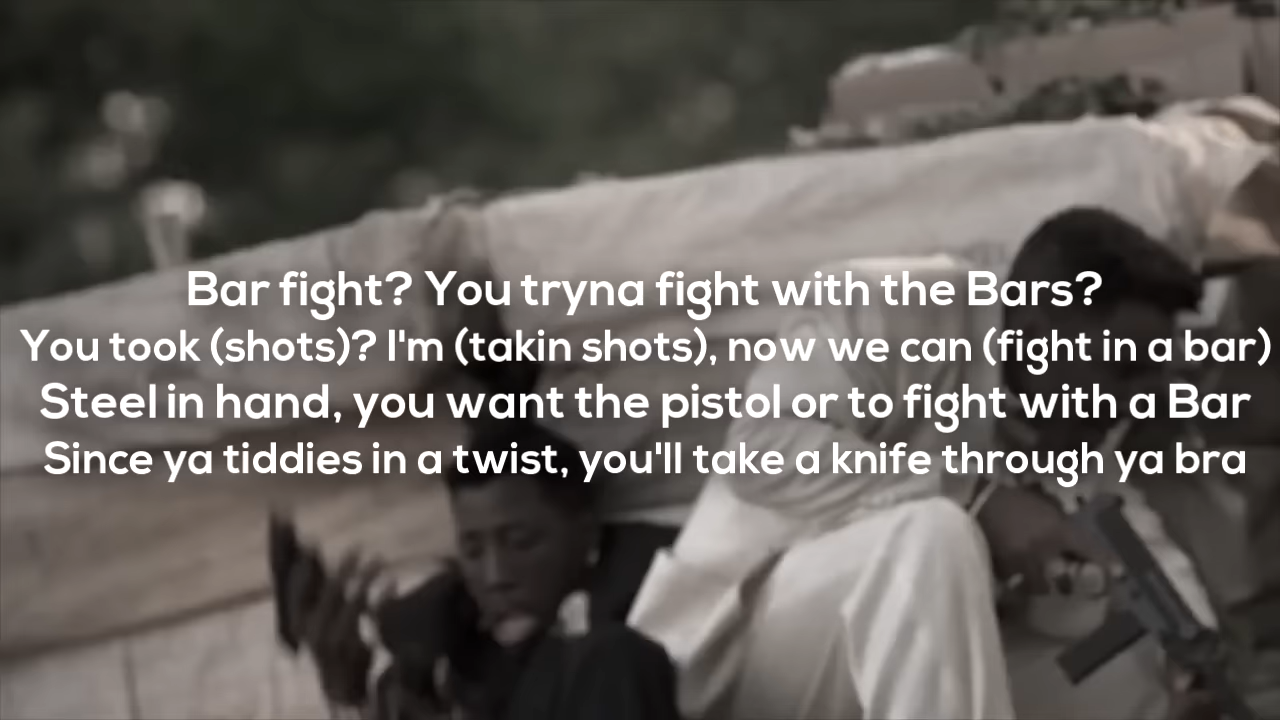 Bar fight? You tryna fight with the Bars?
You took (shots)? I'm (takin shots), now we can (fight in a bar)
Steel in hand, you want the pistol or to fight with a Bar
Since ya tiddies in a twist, you'll take a knife through ya bra